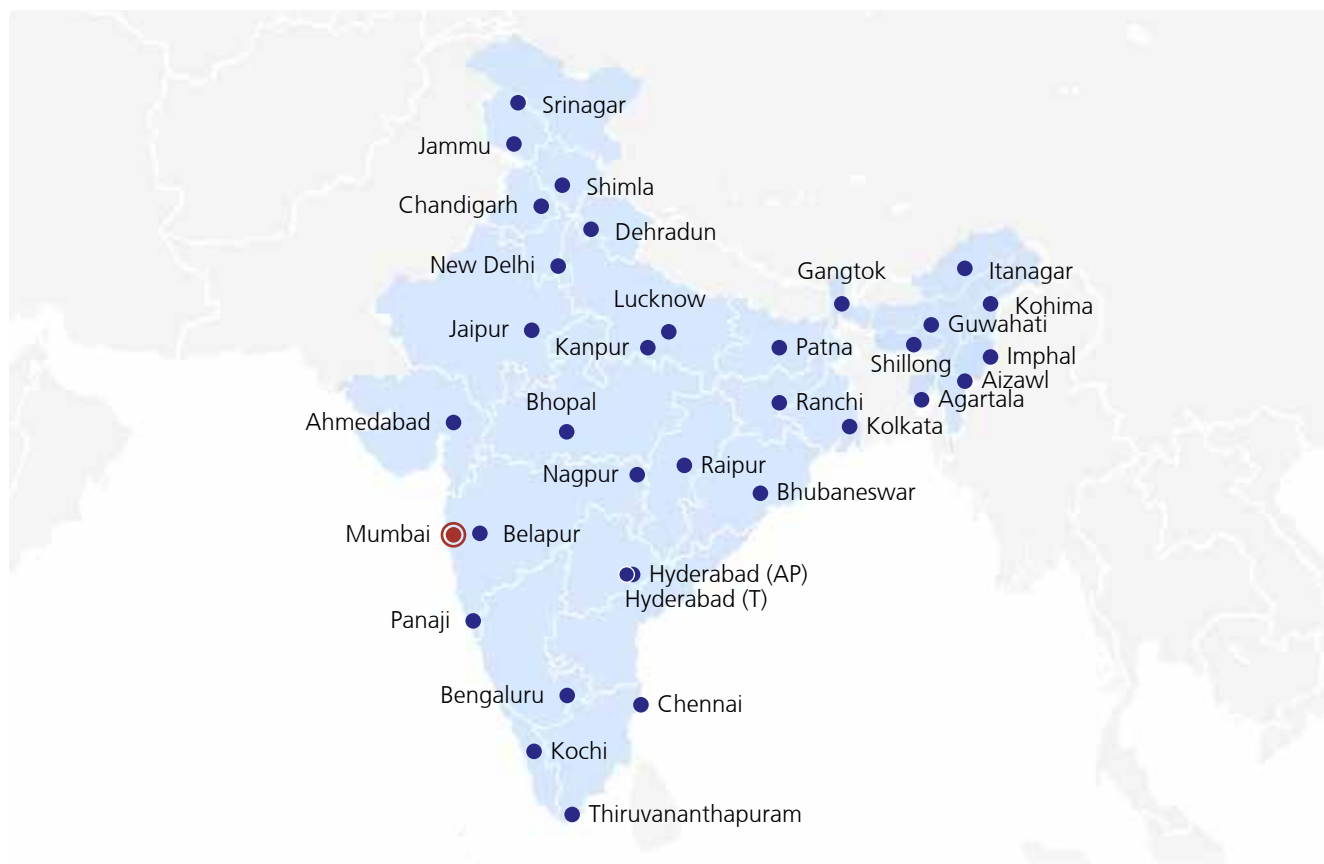 Srinagar
Jammu
Shimla
Chandigarh
Dehradun
New Delhi
Gangtok
Itanagar
Lucknow
Kohima
Guwahati
Jaipur
Kanpur
Patna
Shillong
Imphal
Aizawl
Agartala
Bhopal
Ranchi
Ahmedabad
Kolkata
Nagpur
Raipur
Bhubaneswar
Mumbai
Belapur
Hyderabad (AP)
Hyderabad (T)
Panaji
Bengaluru
Chennai
Kochi
Thiruvananthapuram